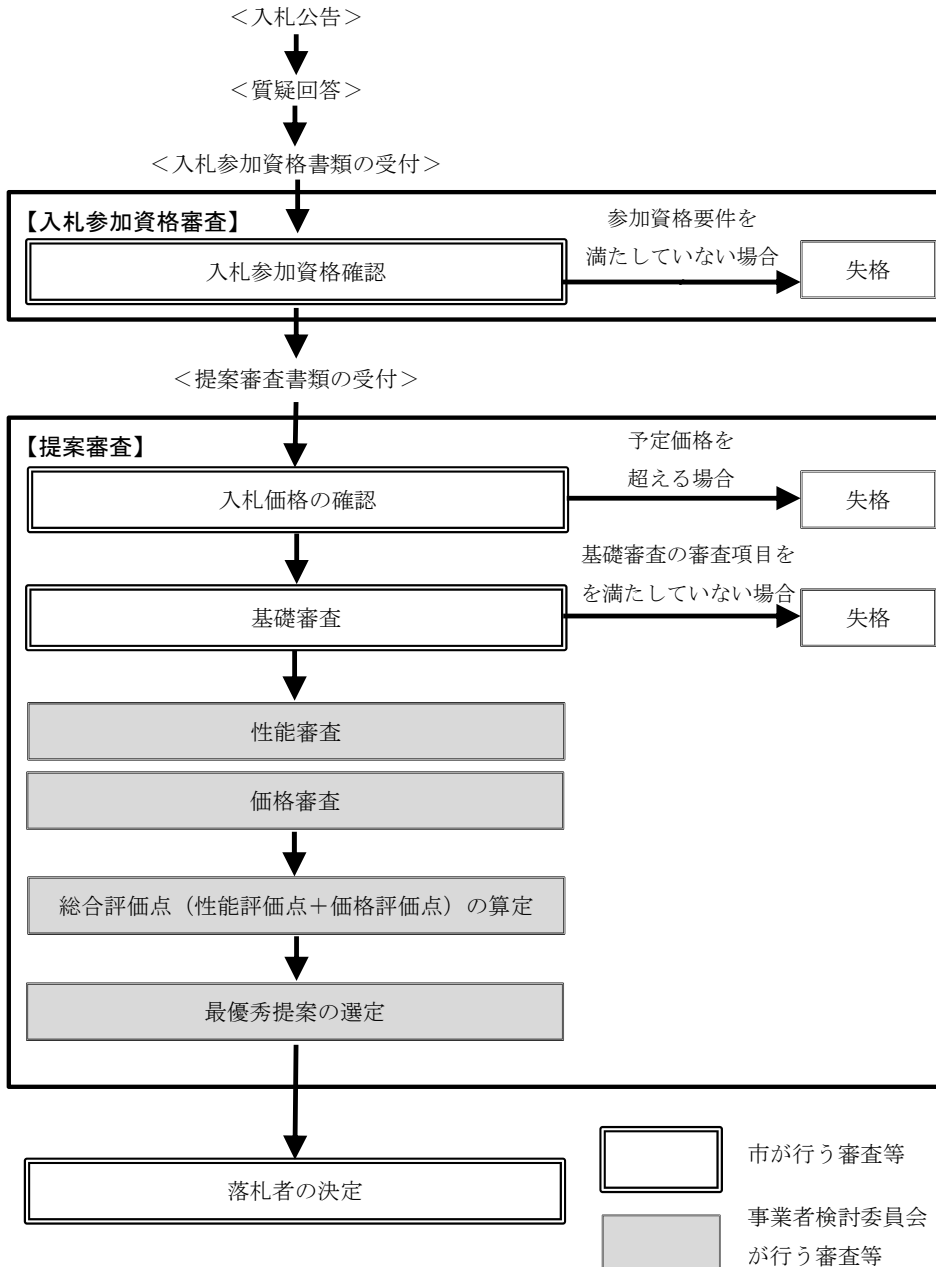 ＜入札公告＞
＜質疑回答＞
＜入札参加資格書類の受付＞
【入札参加資格審査】
参加資格要件を
満たしていない場合
入札参加資格確認
失格
＜提案審査書類の受付＞
【提案審査】
予定価格を
超える場合
入札価格の確認
失格
基礎審査の審査項目を
を満たしていない場合
基礎審査
失格
性能審査
価格審査
総合評価点（性能評価点＋価格評価点）の算定
最優秀提案の選定
落札者の決定
市が行う審査等
事業者検討委員会
が行う審査等